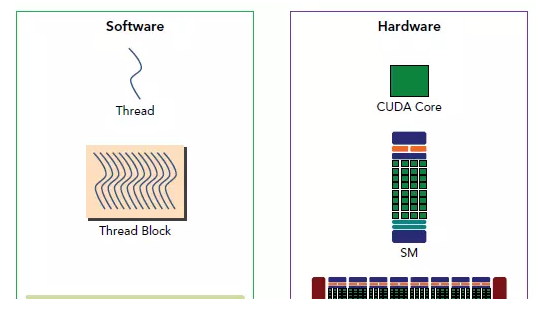 Software
Thread
Thread Block
Hardware
CUDA Core
SM